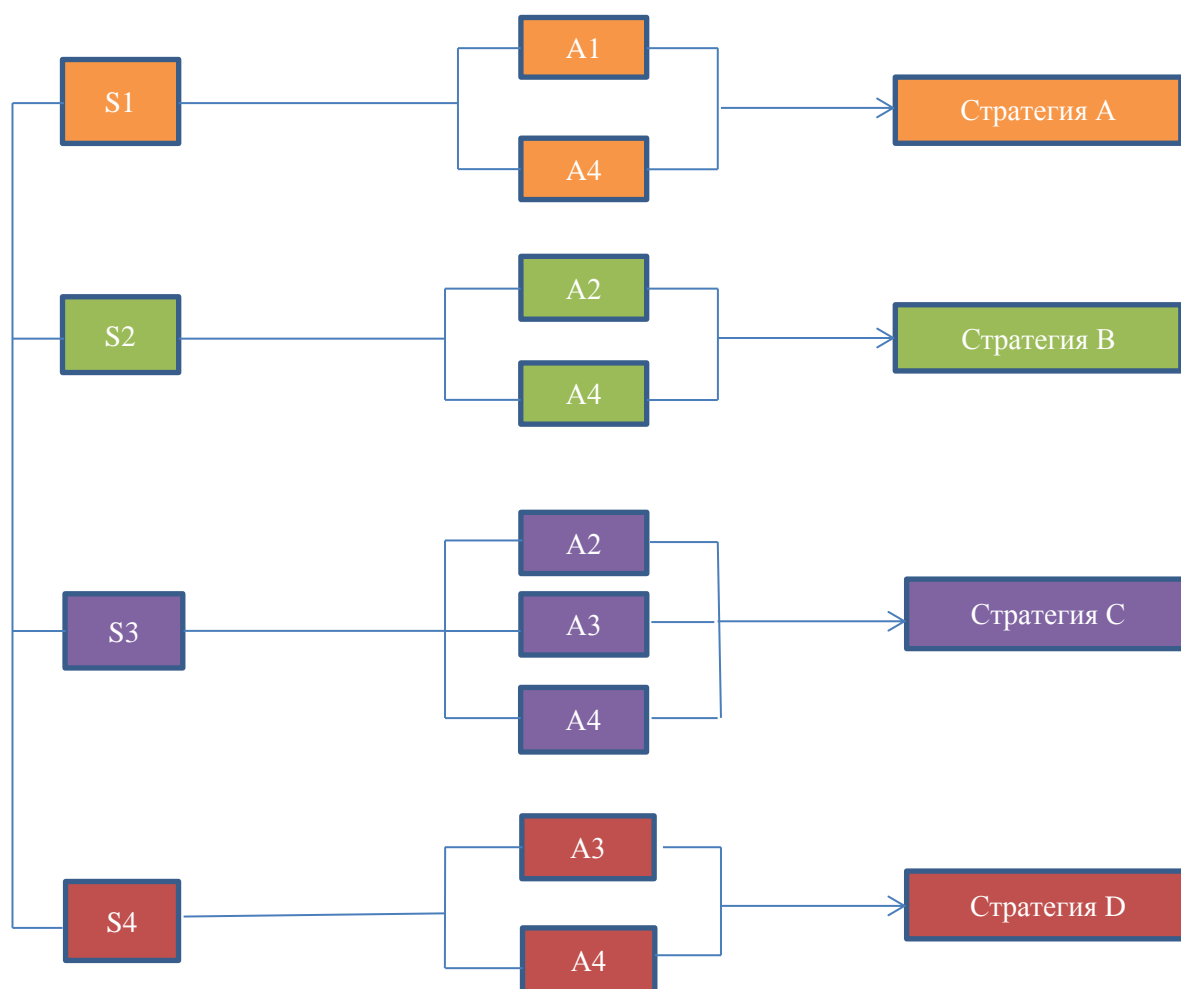 S1
A1
A4
Стратегия A
S2
A2
A4
Стратегия B
S3
A2
A3
A4
Стратегия C
S4
A3
A4
Стратегия D